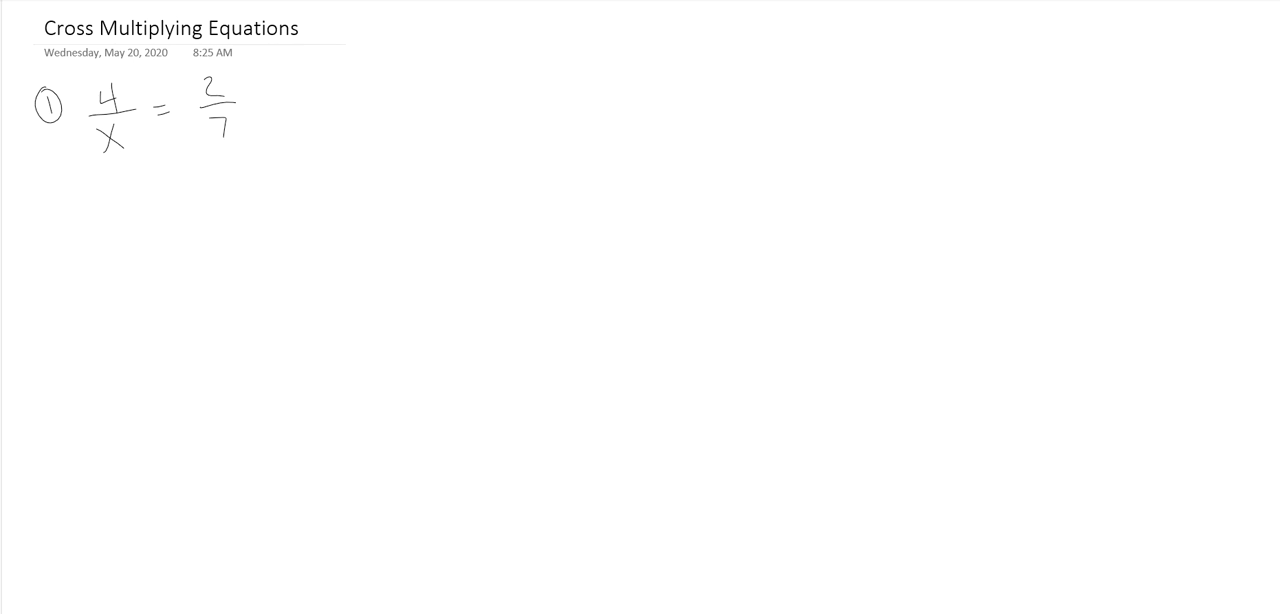 Cross Multiplying Equations
Wednesday, May 20, 2020 8:25 AM
① 4/x = 2/7